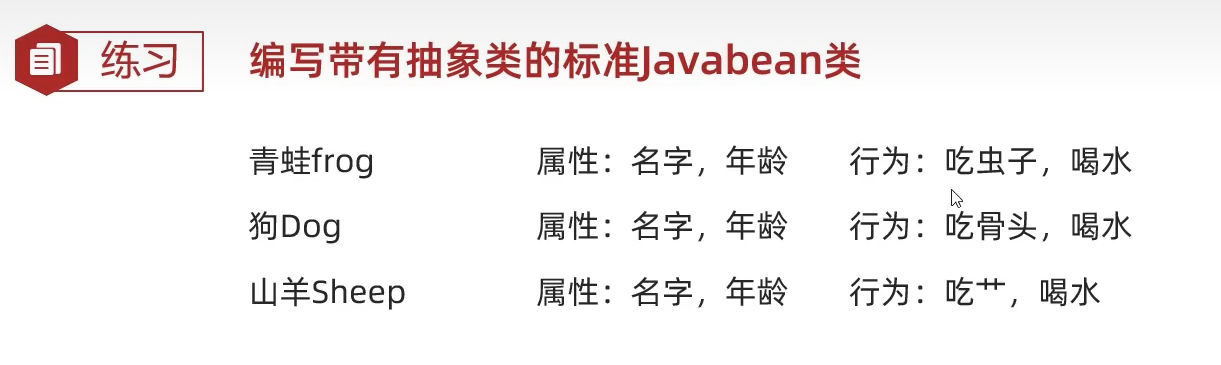 练习 编写带有抽象类的标准Javabean类
青蛙frog 属性：名字，年龄 行为：吃虫子，喝水
狗Dog 属性：名字，年龄 行为：吃骨头，喝水
山羊Sheep 属性：名字，年龄 行为：吃艹，喝水